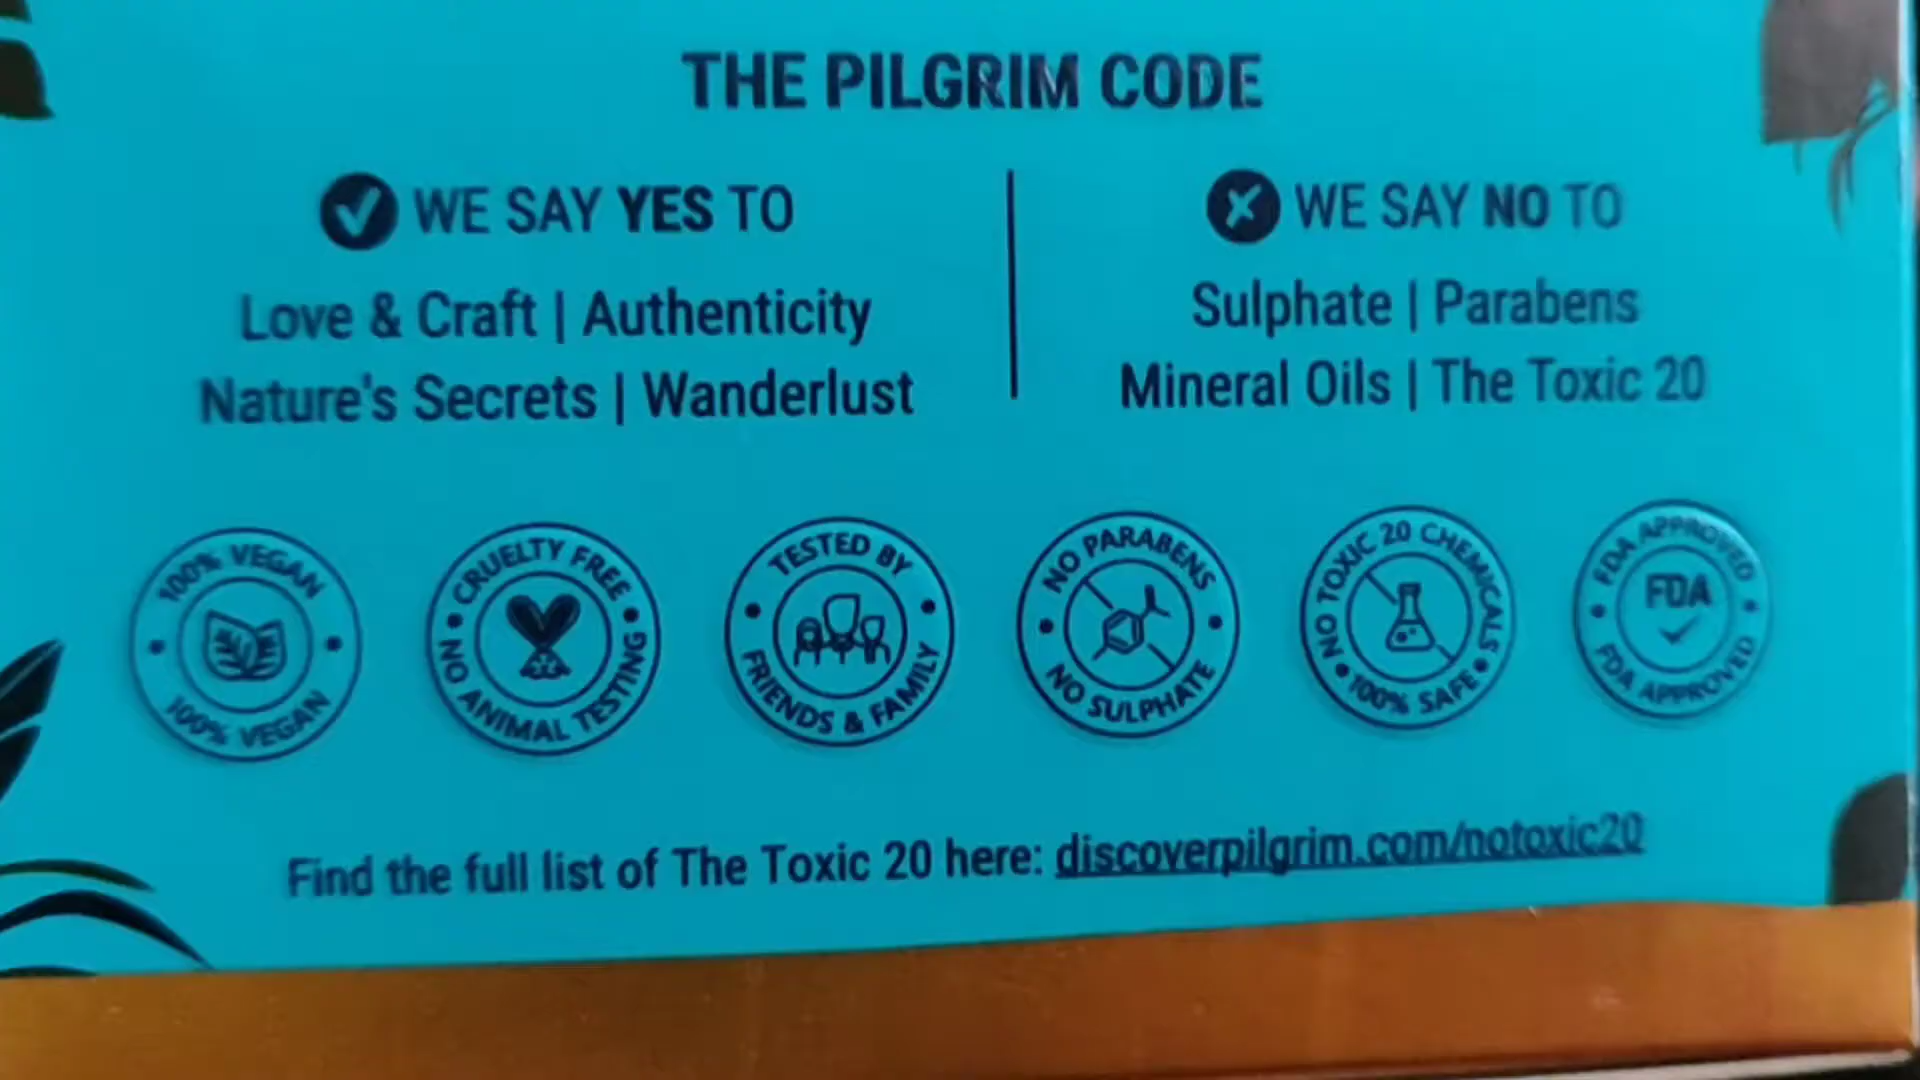 THE PILGRIM CODE
WE SAY YES TO
Love & Craft | Authenticity
Nature's Secrets | Wanderlust
WE SAY NO TO
Sulphate | Parabens
Mineral Oils | The Toxic 20
100% VEGAN
100% VEGAN
CRUELTY FREE
NO ANIMAL TESTING
TESTED BY
FRIENDS & FAMILY
NO PARABENS
NO SULPHATE
NO TOXIC 20 CHEMICALS
100% SAFE
FDA APPROVED
FDA
FDA APPROVED
Find the full list of The Toxic 20 here: discoverpilgrim.com/notoxic20